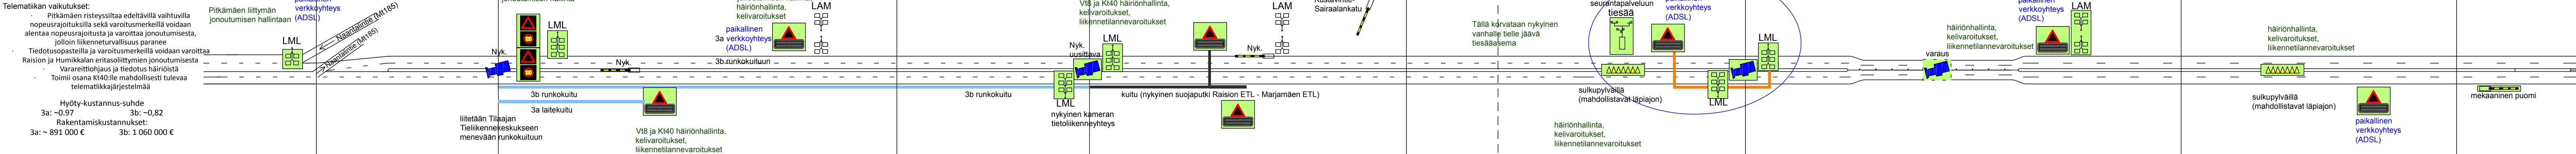 Telematiikan vaikutukset:
· Pitkämäen risteyssiltaa edeltävillä vaihtuvilla
nopeusrajoituksilla sekä varoitusmerkeillä voidaan
alentaa nopeusrajoitusta ja varoittaa jonoutumisesta,
jolloin liikenneturvallisuus paranee
· Tiedotusopasteilla ja varoitusmerkeillä voidaan varoittaa
Raision ja Humikkalan eritasoliittymien jonoutumisesta
· Varareittiohjaus ja tiedotus häiriöistä
· Toimii osana Kt40:lle mahdollisesti tulevaa
telematiikkajärjestelmää
Hyöty-kustannus-suhde
3a: ~0.97 3b: ~0,82
Rakentamiskustannukset:
3a: ~ 891 000 € 3b: 1 060 000 €
Pitkämäen liittymän
jonoutumisen hallintaan
verkkoyhteys
(ADSL)
LML
Naantalintie (Mt185)
Naantalintie (Mt185)
Nyk.
LML
Nyk.
3b runkokuitu
3a laitekuitu
liitetään Tilaajan
Tieliikennekeskukseen
menevään runkokuituun
Vt8 ja Kt40 häiriönhallinta,
kelivaroitukset,
liikennetilannevaroitukset
häiriönhallinta,
kelivaroitukset
paikallinen
3a verkkoyhteys
(ADSL)
3b runkokuituun
LAM
3b runkokuitu
Nyk.
uusittava
LML
LML
nykyinen kameran
tietoliikenneyhteys
Vt8 ja Kt40 häiriönhallinta,
kelivaroitukset,
liikennetilannevaroitukset
kuitu (nykyinen suojaputki Raision ETL - Marjamäen ETL)
Nyk.
LAM
Sairaalankatu
Tällä korvataan nykyinen
vanhalle tielle jäävä
tiesääasema
seurantapalveluun
tiesää
verkkoyhteys
(ADSL)
sulkupylväillä
(mahdollistavat läpiajon)
häiriönhallinta,
kelivaroitukset,
liikennetilannevaroitukset
LML
LML
varaus
häiriönhallinta,
kelivaroitukset,
liikennetilannevaroitukset
verkkoyhteys
(ADSL)
LAM
häiriönhallinta,
kelivaroitukset,
liikennetilannevaroitukset
sulkupylväillä
(mahdollistavat läpiajon)
paikallinen
verkkoyhteys
(ADSL)
mekaaninen puomi